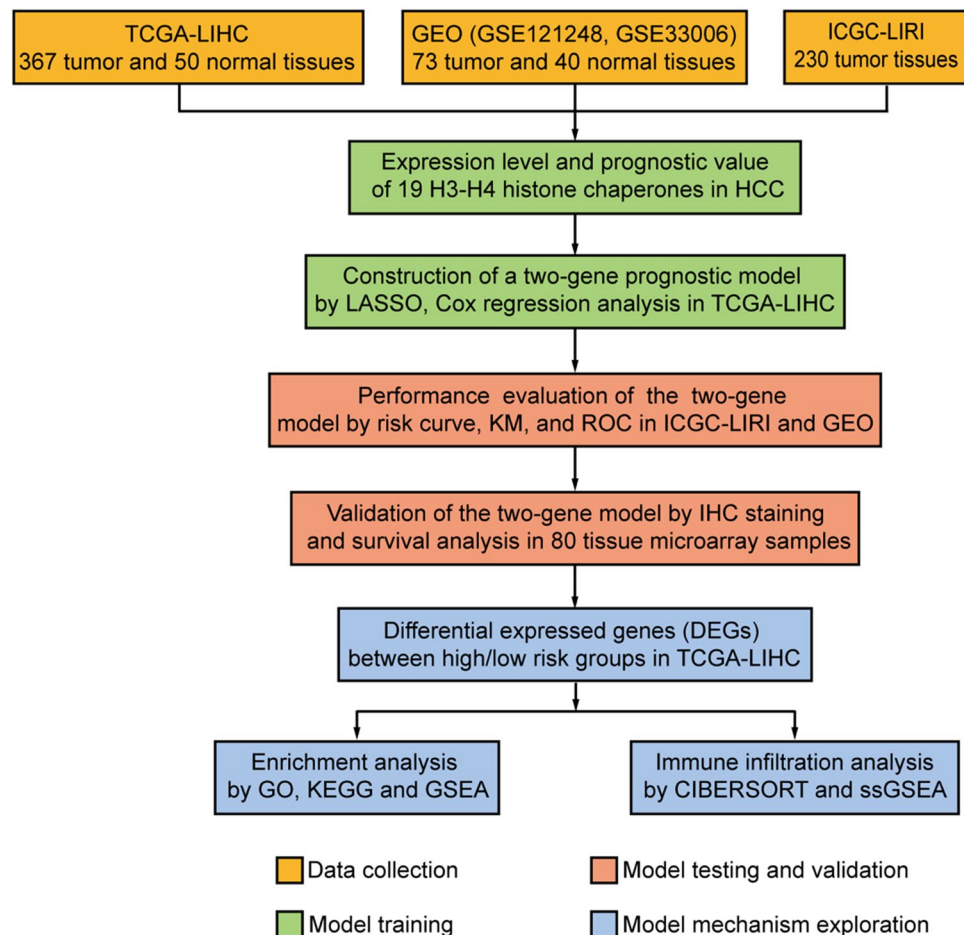 TCGA-LIHC
367 tumor and 50 normal tissues
GEO (GSE121248, GSE33006)
73 tumor and 40 normal tissues
ICGC-LIRI
230 tumor tissues
Expression level and prognostic value
of 19 H3-H4 histone chaperones in HCC
Construction of a two-gene prognostic model
by LASSO, Cox regression analysis in TCGA-LIHC
Performance evaluation of the two-gene
model by risk curve, KM, and ROC in ICGC-LIRI and GEO
Validation of the two-gene model by IHC staining
and survival analysis in 80 tissue microarray samples
Differential expressed genes (DEGs)
between high/low risk groups in TCGA-LIHC
Enrichment analysis
by GO, KEGG and GSEA
Immune infiltration analysis
by CIBERSORT and ssGSEA
Data collection
Model testing and validation
Model training
Model mechanism exploration